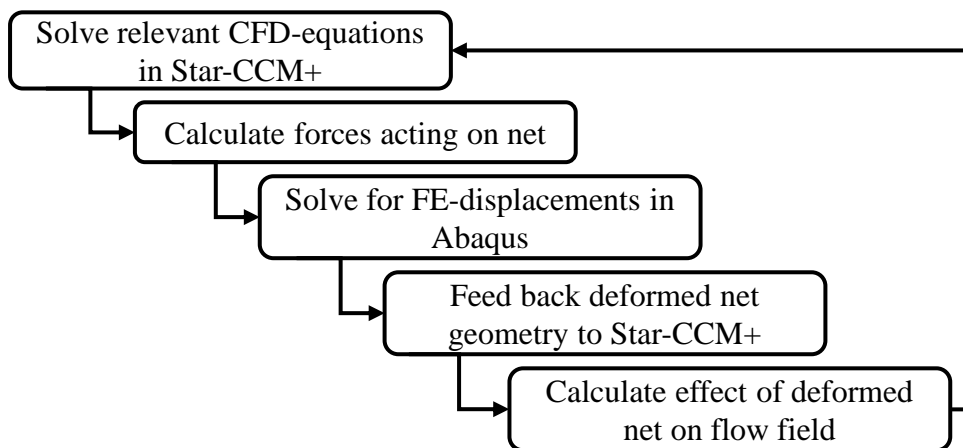 Solve relevant CFD-equations
in Star-CCM+
Calculate forces acting on net
Solve for FE-displacements in
Abaqus
Feed back deformed net
geometry to Star-CCM+
Calculate effect of deformed
net on flow field